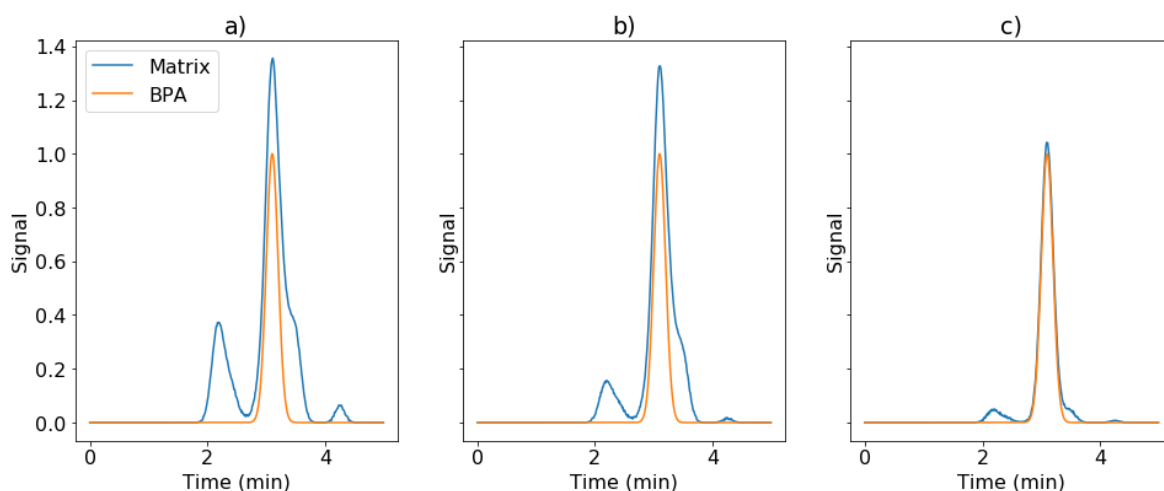 a)
b)
c)
Matrix
BPA
1.4
1.2
1.0
0.8
0.6
0.4
0.2
0.0
Signal
Signal
Signal
0 2 4
0 2 4
0 2 4
Time (min)
Time (min)
Time (min)